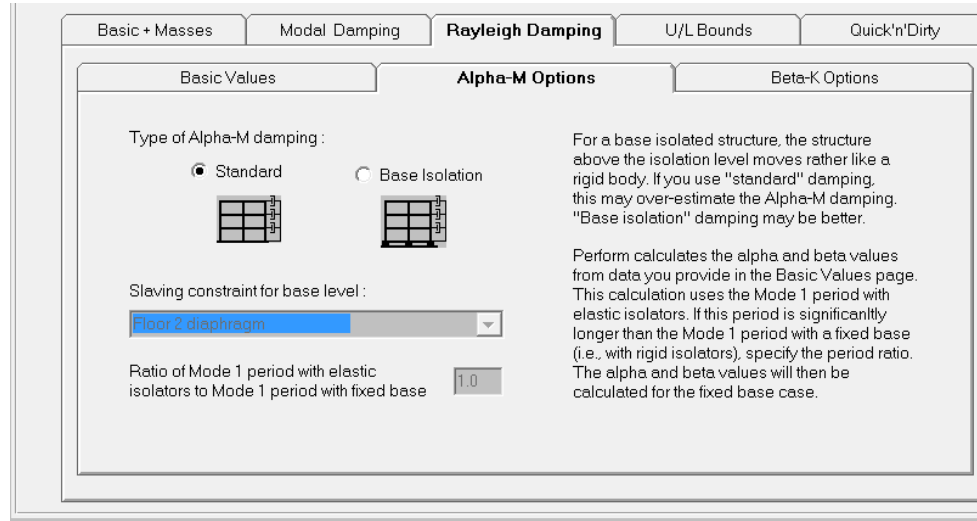 Basic + Masses
Modal Damping
Rayleigh Damping
U/L Bounds
Quick'n'Dirty
Basic Values
Alpha-M Options
Beta-K Options
Type of Alpha-M damping :
Standard
Base Isolation
Slaving constraint for base level :
Floor 2 diaphragm
Ratio of Mode 1 period with elastic
isolators to Mode 1 period with fixed base
1.0
For a base isolated structure, the structure
above the isolation level moves rather like a
rigid body. If you use "standard" damping,
this may over-estimate the Alpha-M damping.
"Base isolation" damping may be better.
Perform calculates the alpha and beta values
from data you provide in the Basic Values page.
This calculation uses the Mode 1 period with
elastic isolators. If this period is significanltly
longer than the Mode 1 period with a fixed base
(i.e., with rigid isolators), specify the period ratio.
The alpha and beta values will then be
calculated for the fixed base case.